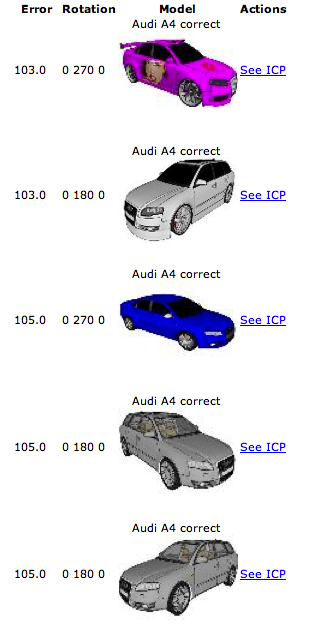 Error Rotation Model Actions
Audi A4 correct
103.0 0 270 0 See ICP
Audi A4 correct
103.0 0 180 0 See ICP
Audi A4 correct
105.0 0 270 0 See ICP
Audi A4 correct
105.0 0 180 0 See ICP
Audi A4 correct
105.0 0 180 0 See ICP